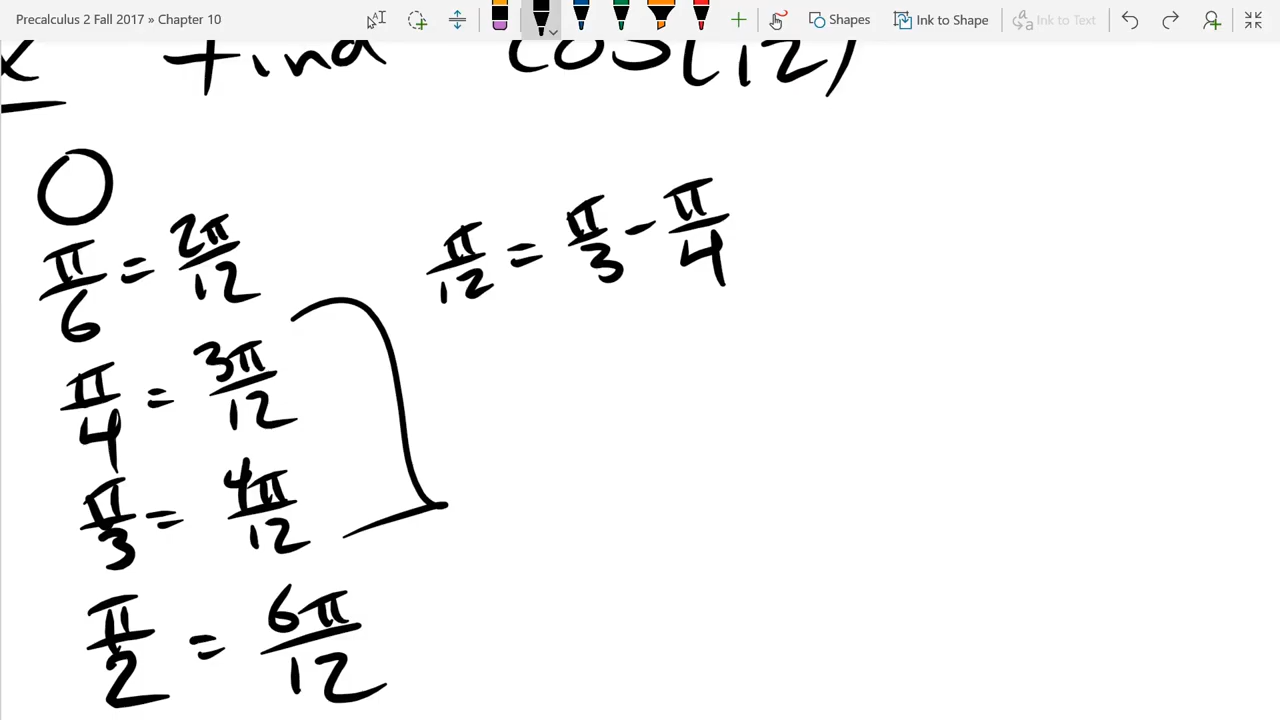 Precalculus 2 Fall 2017 » Chapter 10
Shapes
Ink to Shape
Ink to Text
find cos(12)
0
π/6 = 2π/12
π/12 = π/3 - π/4
π/4 = 3π/12
π/3 = 4π/12
π/2 = 6π/12